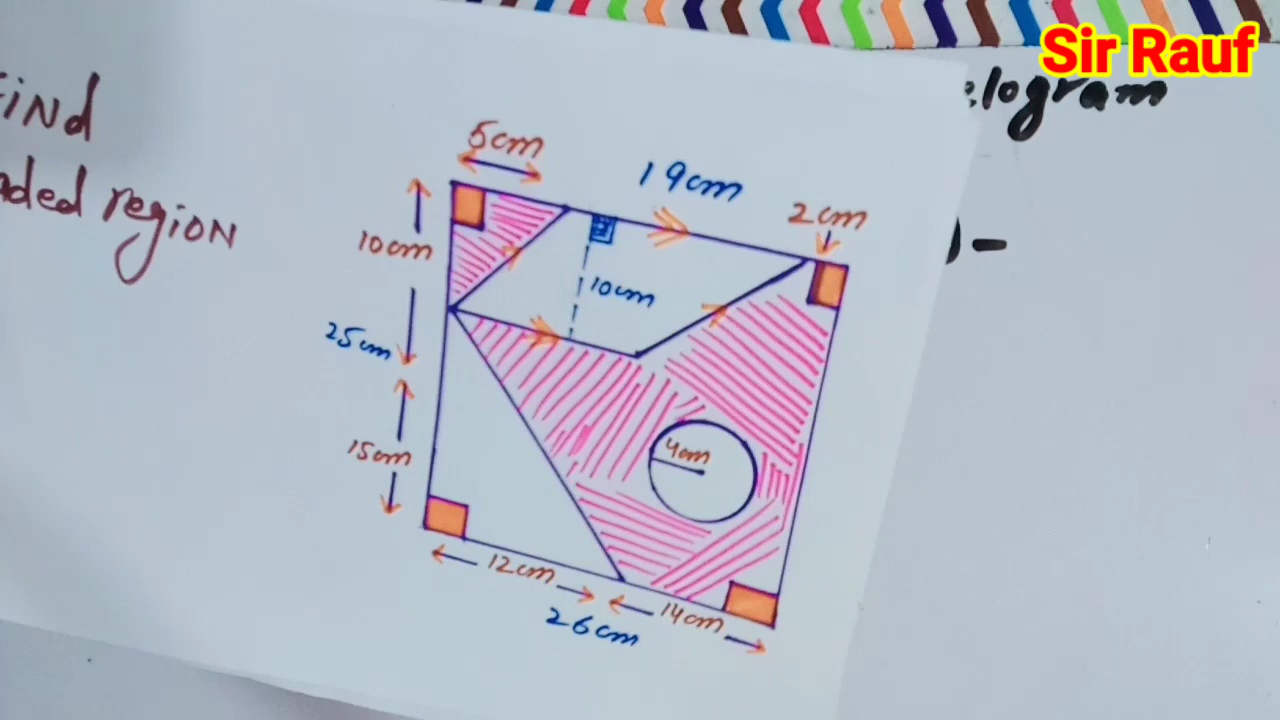 Sir Rauf
elogram
find
ded region
5cm
19cm
2cm
10cm
10cm
25cm
4cm
15cm
12cm
14cm
26cm